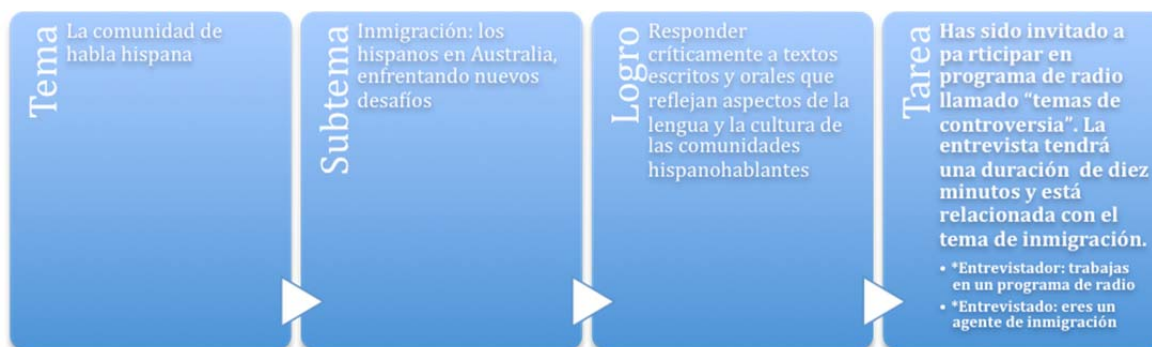 Tema
La comunidad de
habla hispana
Subtema
Inmigración: los
hispanos en Australia,
enfrentando nuevos
desafíos
Logro
Responder
críticamente a textos
escritos y orales que
reflejan aspectos de la
lengua y la cultura de
las comunidades
hispanohablantes
Tarea
Has sido invitado a
pa rticipar en
programa de radio
llamado “temas de
controversia”. La
entrevista tendrá
una duración de diez
minutos y está
relacionada con el
tema de inmigración.
• *Entrevistador: trabajas
en un programa de radio
• *Entrevistado: eres un
agente de inmigración